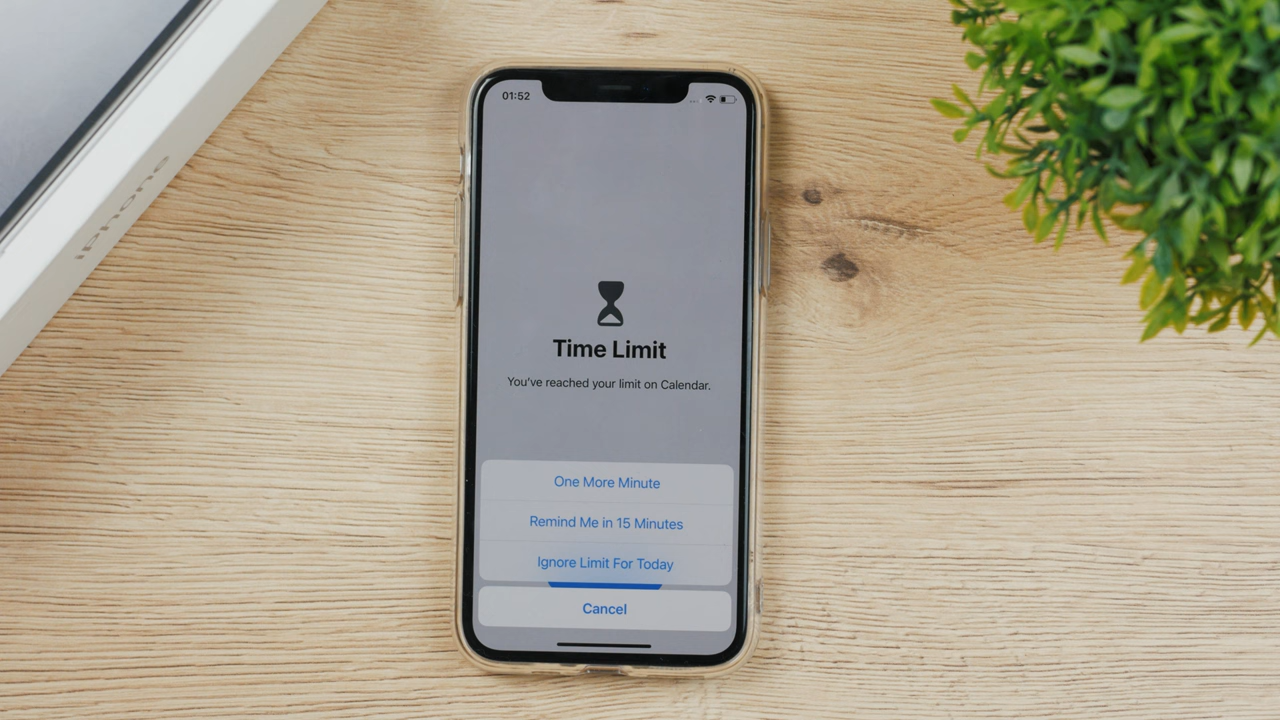 iPhone
01:52
Time Limit
You've reached your limit on Calendar.
One More Minute
Remind Me in 15 Minutes
Ignore Limit For Today
Cancel